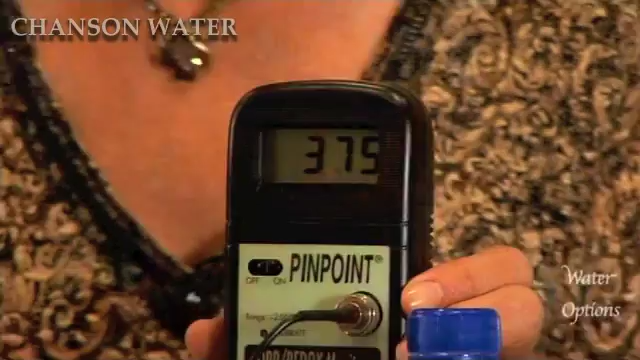 CHANSON WATER
375
PINPOINT®
OFF ON
Water
Options